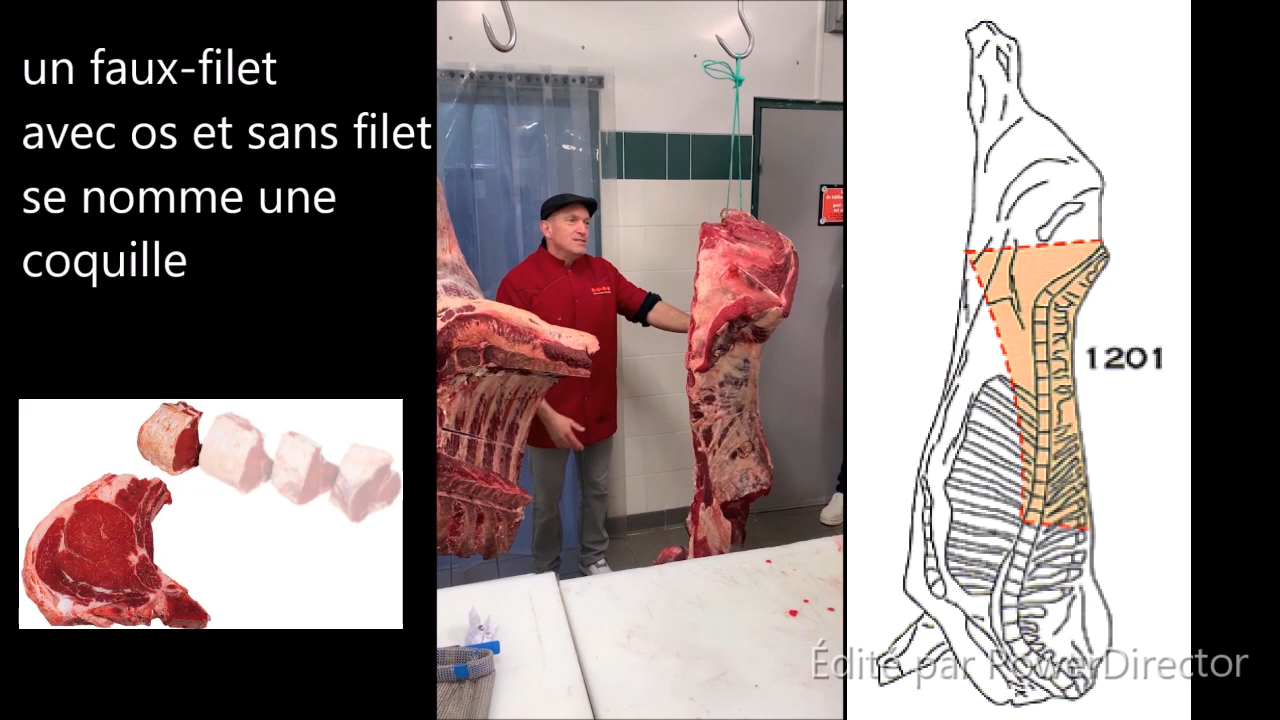 un faux-filet
avec os et sans filet
se nomme une
coquille
1201
Édité par PowerDirector